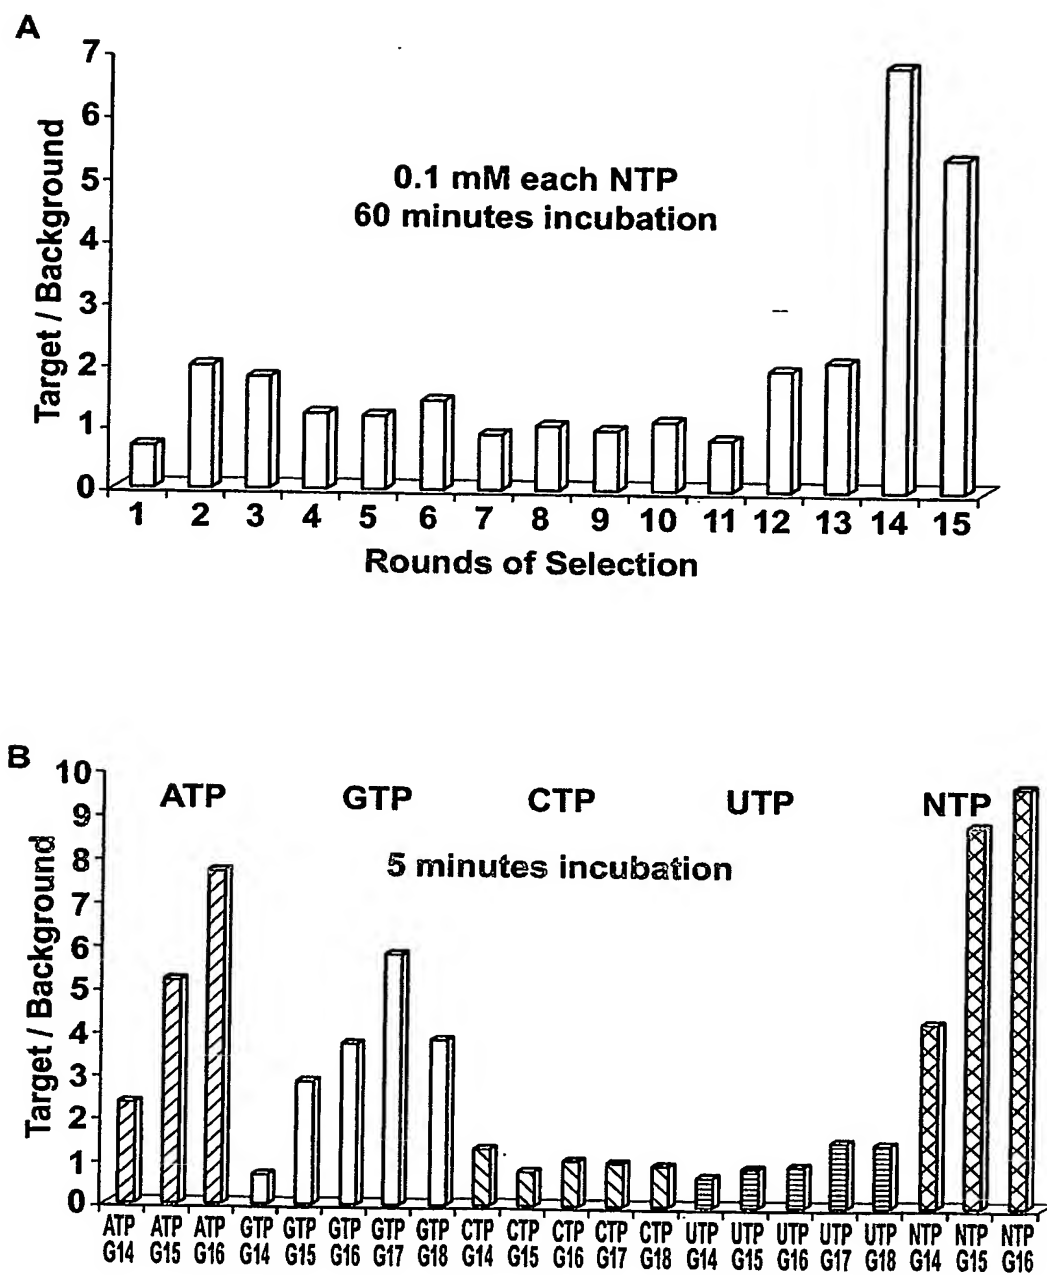 A
7
6
5
4
3
2
1
0
Target / Background
0.1 mM each NTP
60 minutes incubation
1 2 3 4 5 6 7 8 9 10 11 12 13 14 15
Rounds of Selection
B
10
9
8
7
6
5
4
3
2
1
0
Target / Background
ATP GTP CTP UTP NTP
5 minutes incubation
ATP ATP ATP GTP GTP GTP GTP GTP CTP CTP CTP CTP CTP UTP UTP UTP UTP UTP NTP NTP NTP
G14 G15 G16 G14 G15 G16 G17 G18 G14 G15 G16 G17 G18 G14 G15 G16 G17 G18 G14 G15 G16